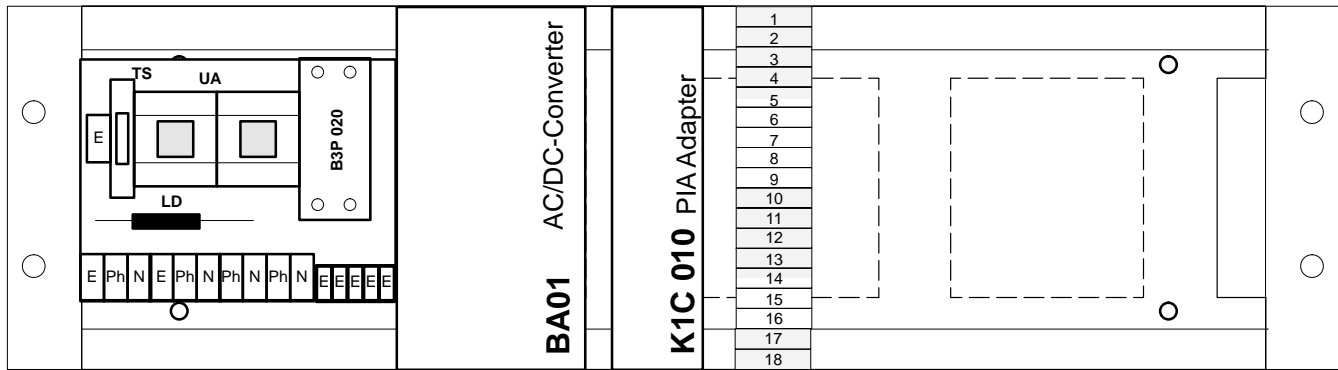 TS
UA
E
B3P 020
LD
E Ph N E Ph N Ph N Ph N E E E E E
BA01 AC/DC-Converter
K1C 010 PIA Adapter
1
2
3
4
5
6
7
8
9
10
11
12
13
14
15
16
17
18